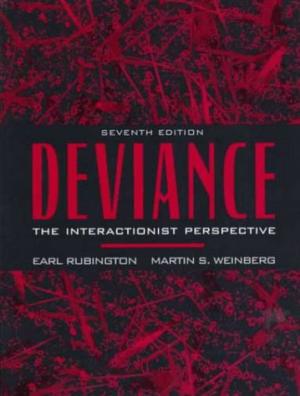 SEVENTH EDITION
DEVIANCE
THE INTERACTIONIST PERSPECTIVE
EARL RUBINGTON MARTIN S. WEINBERG